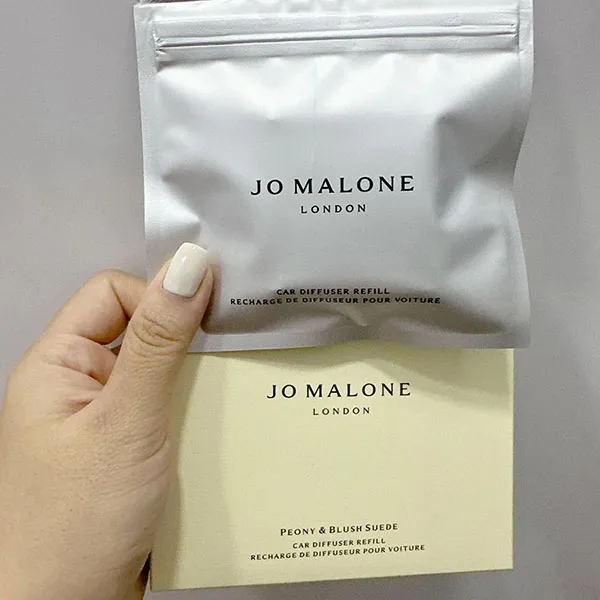 JO MALONE
LONDON
CAR DIFFUSER REFILL
RECHARGE DE DIFFUSEUR POUR VOITURE
JO MALONE
LONDON
PEONY & BLUSH SUEDE
CAR DIFFUSER REFILL
RECHARGE DE DIFFUSEUR POUR VOITURE